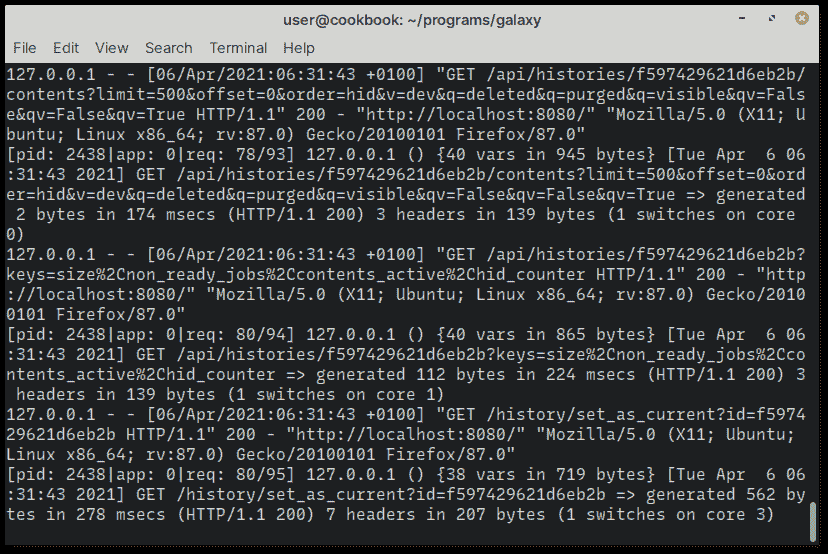 user@cookbook: ~/programs/galaxy
File Edit View Search Terminal Help
127.0.0.1 - - [06/Apr/2021:06:31:43 +0100] "GET /api/histories/f597429621d6eb2b/
contents?limit=500&offset=0&order=hid&v=dev&q=deleted&q=purged&q=visible&qv=Fals
e&qv=False&qv=True HTTP/1.1" 200 - "http://localhost:8080/" "Mozilla/5.0 (X11; U
buntu; Linux x86_64; rv:87.0) Gecko/20100101 Firefox/87.0"
[pid: 2438|app: 0|req: 78/93] 127.0.0.1 () {40 vars in 945 bytes} [Tue Apr  6 06
:31:43 2021] GET /api/histories/f597429621d6eb2b/contents?limit=500&offset=0&ord
er=hid&v=dev&q=deleted&q=purged&q=visible&qv=False&qv=False&qv=True => generated
 2 bytes in 174 msecs (HTTP/1.1 200) 3 headers in 139 bytes (1 switches on core 
0)
127.0.0.1 - - [06/Apr/2021:06:31:43 +0100] "GET /api/histories/f597429621d6eb2b?
keys=size%2Cnon_ready_jobs%2Ccontents_active%2Chid_counter HTTP/1.1" 200 - "http
://localhost:8080/" "Mozilla/5.0 (X11; Ubuntu; Linux x86_64; rv:87.0) Gecko/2010
0101 Firefox/87.0"
[pid: 2438|app: 0|req: 80/94] 127.0.0.1 () {40 vars in 865 bytes} [Tue Apr  6 06
:31:43 2021] GET /api/histories/f597429621d6eb2b?keys=size%2Cnon_ready_jobs%2Cco
ntents_active%2Chid_counter => generated 112 bytes in 224 msecs (HTTP/1.1 200) 3
 headers in 139 bytes (1 switches on core 1)
127.0.0.1 - - [06/Apr/2021:06:31:43 +0100] "GET /history/set_as_current?id=f5974
29621d6eb2b HTTP/1.1" 200 - "http://localhost:8080/" "Mozilla/5.0 (X11; Ubuntu; 
Linux x86_64; rv:87.0) Gecko/20100101 Firefox/87.0"
[pid: 2438|app: 0|req: 80/95] 127.0.0.1 () {38 vars in 719 bytes} [Tue Apr  6 06
:31:43 2021] GET /history/set_as_current?id=f597429621d6eb2b => generated 562 by
tes in 278 msecs (HTTP/1.1 200) 7 headers in 207 bytes (1 switches on core 3)